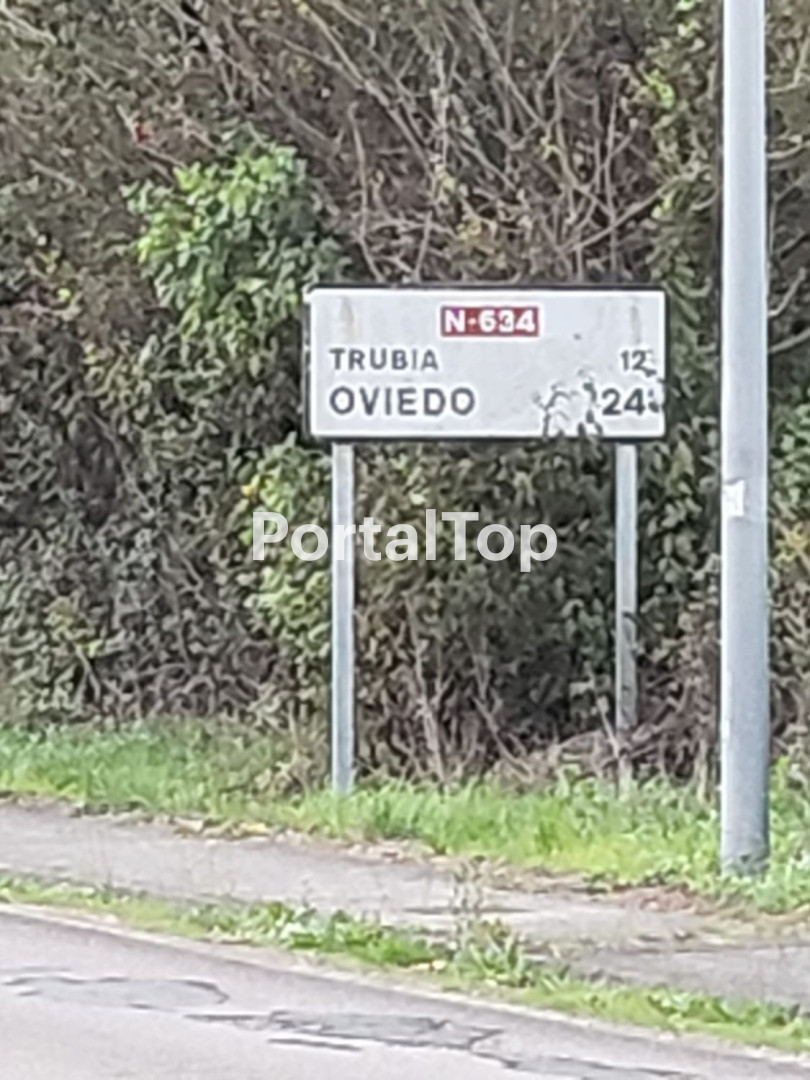 N-634
TRUBIA 12
OVIEDO 24
PortalTop